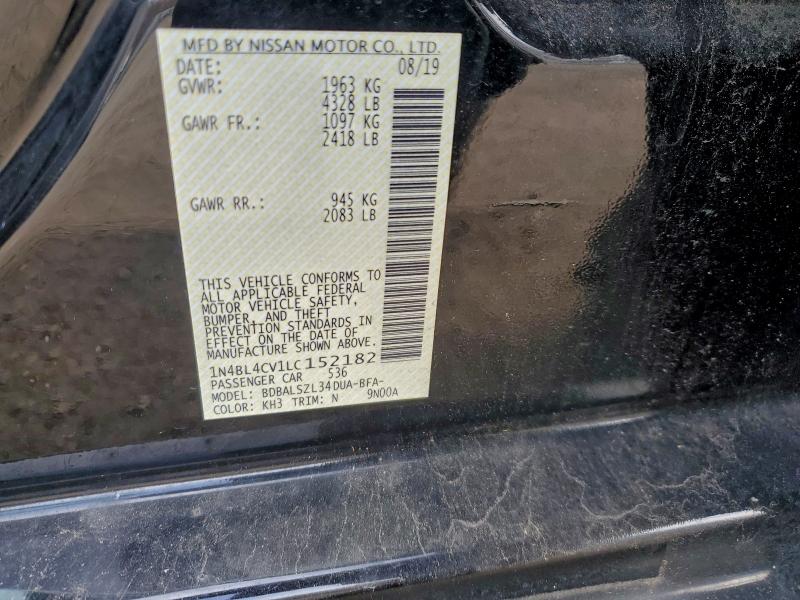 MFD BY NISSAN MOTOR CO., LTD.
DATE: 08/19
GVWR: 1963 KG
4328 LB
GAWR FR.: 1097 KG
2418 LB
GAWR RR.: 945 KG
2083 LB
THIS VEHICLE CONFORMS TO
ALL APPLICABLE FEDERAL
MOTOR VEHICLE SAFETY,
BUMPER, AND THEFT
PREVENTION STANDARDS IN
EFFECT ON THE DATE OF
MANUFACTURE SHOWN ABOVE.
1N4BL4CV1LC152182
PASSENGER CAR 536
MODEL: BDBALSZL34DUA-BFA-
COLOR: KH3 TRIM: N 9N00A